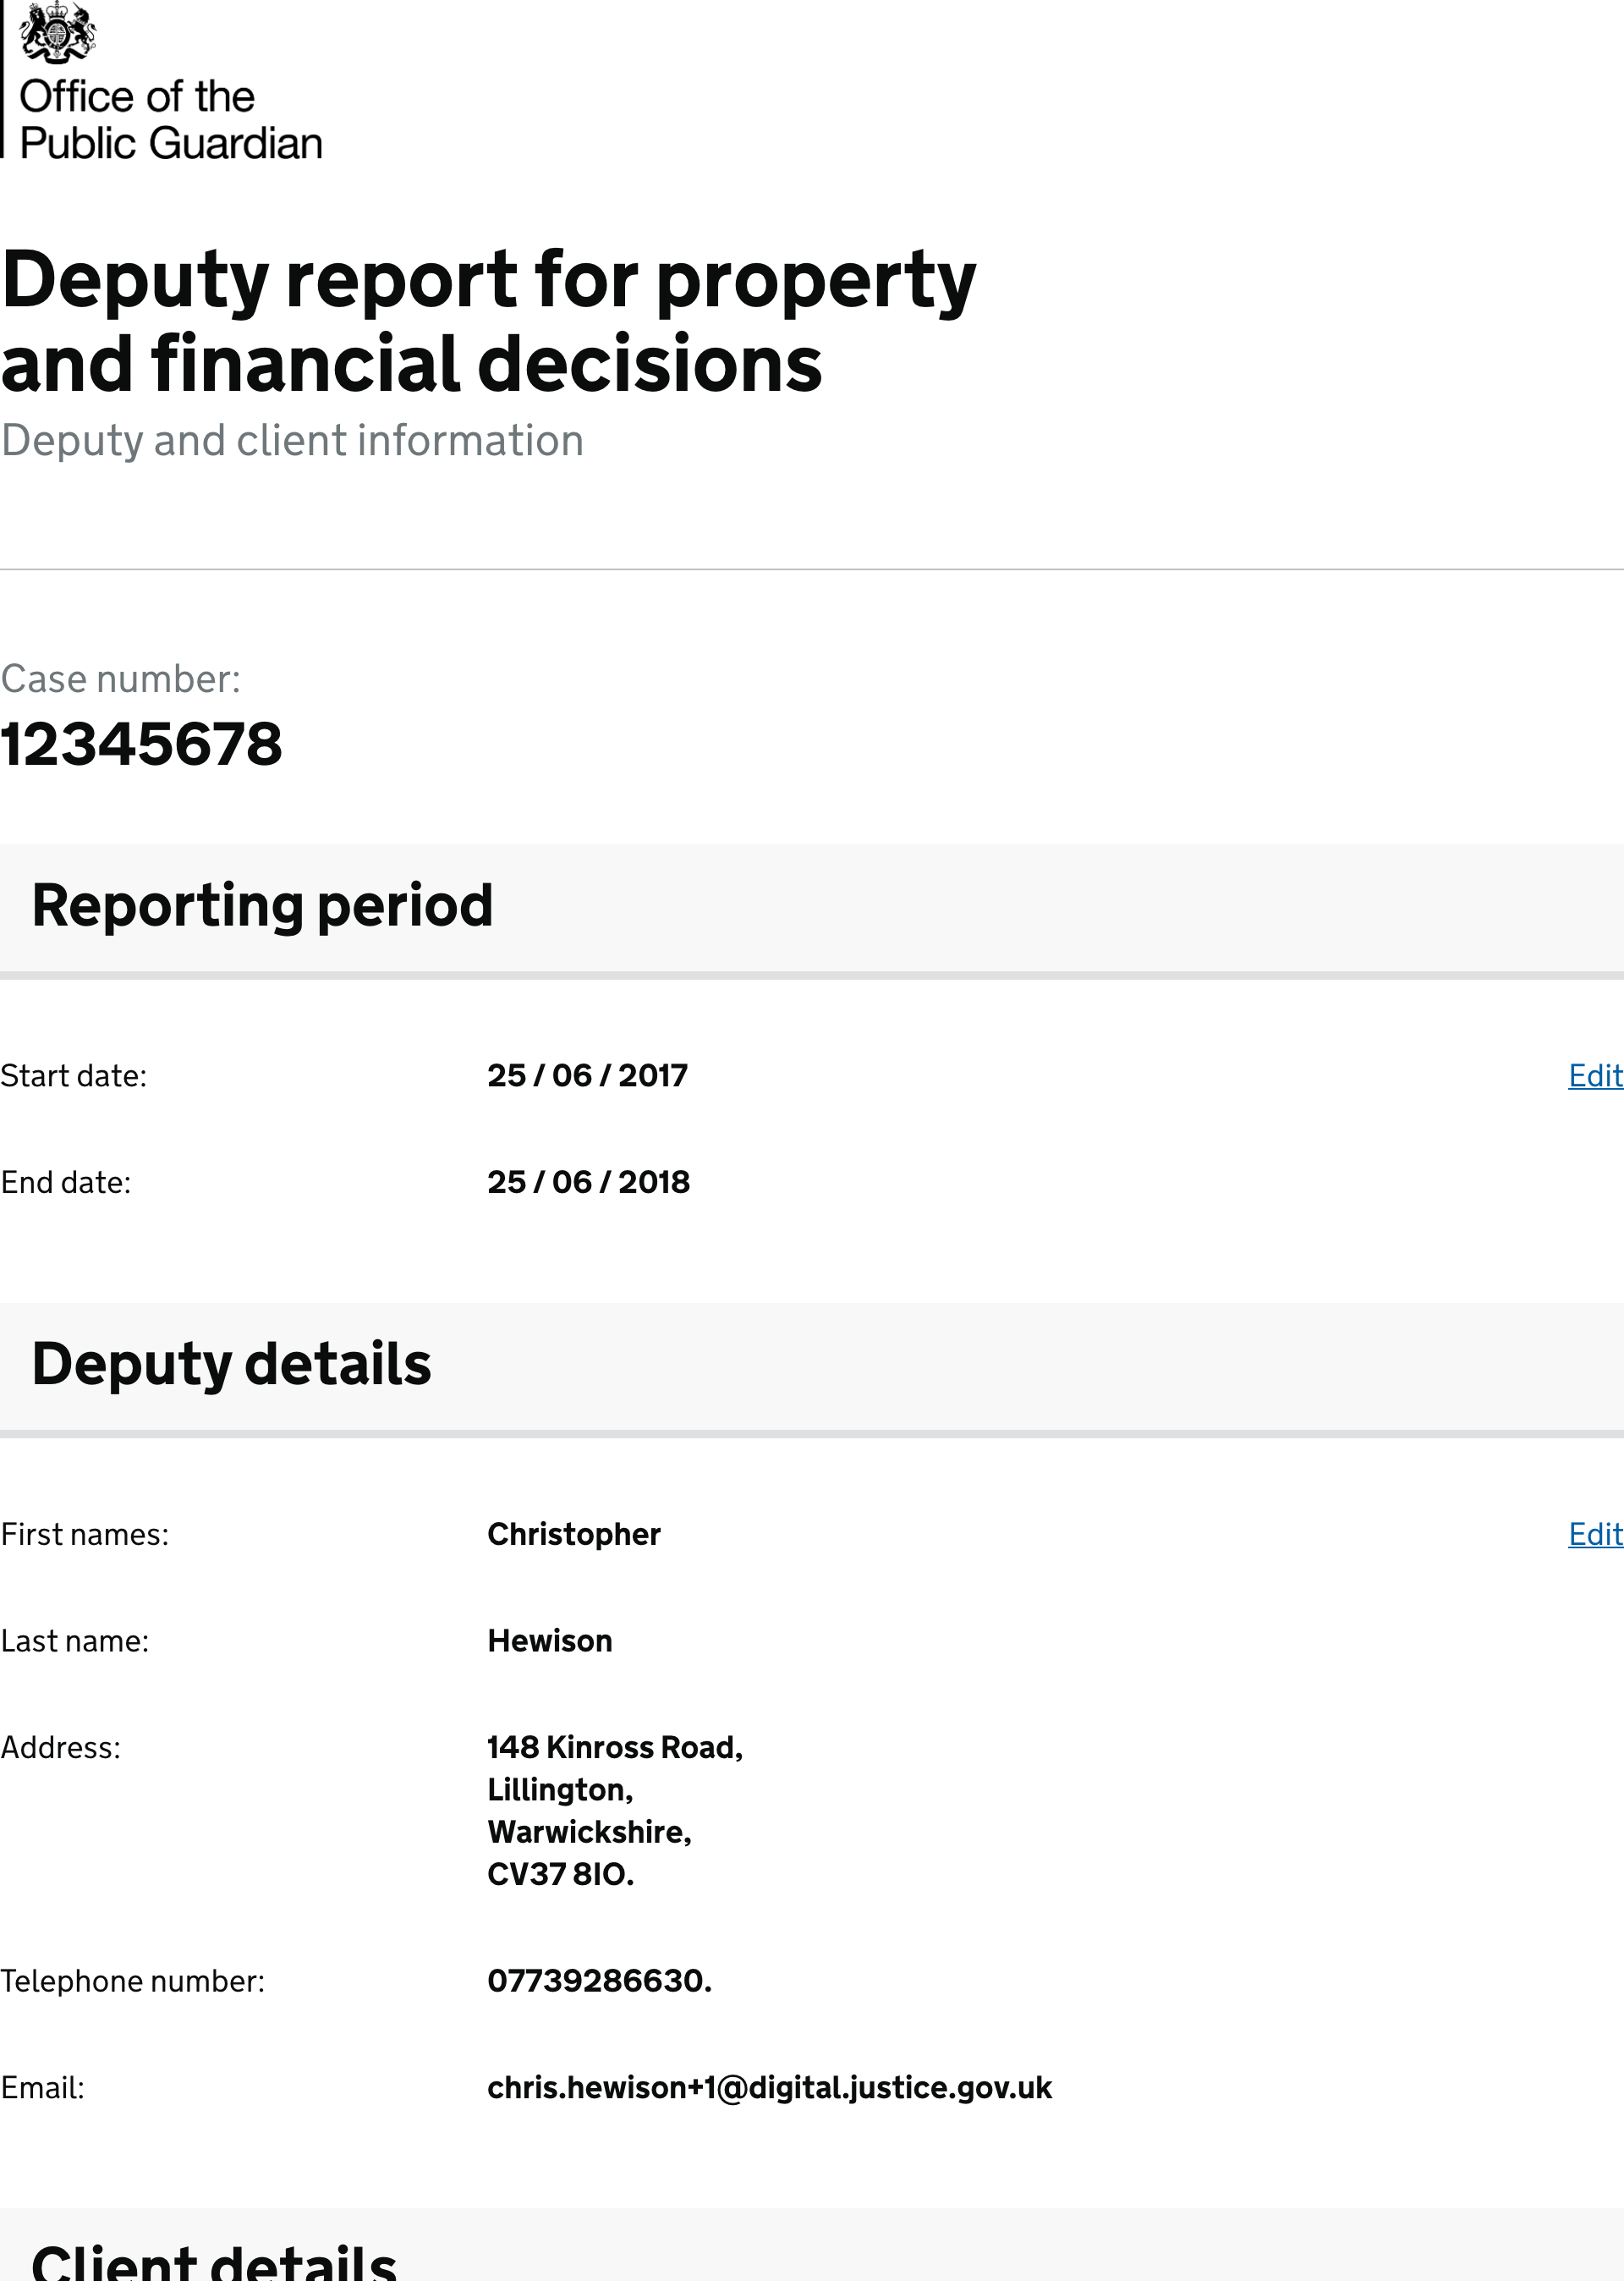 Office of the
Public Guardian
Deputy report for property
and financial decisions
Deputy and client information
Case number:
12345678
Reporting period
Start date: 25 / 06 / 2017 Edit
End date: 25 / 06 / 2018
Deputy details
First names: Christopher Edit
Last name: Hewison
Address: 148 Kinross Road,
Lillington,
Warwickshire,
CV37 8IO.
Telephone number: 07739286630.
Email: chris.hewison+1@digital.justice.gov.uk
Client details